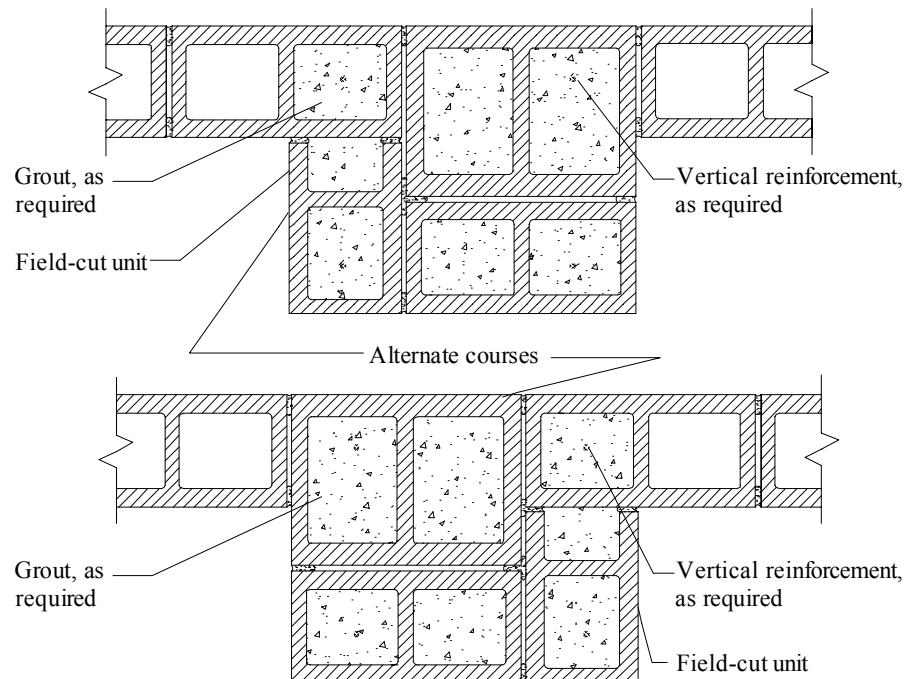 Grout, as
required
Vertical reinforcement,
as required
Field-cut unit
Alternate courses
Grout, as
required
Vertical reinforcement,
as required
Field-cut unit